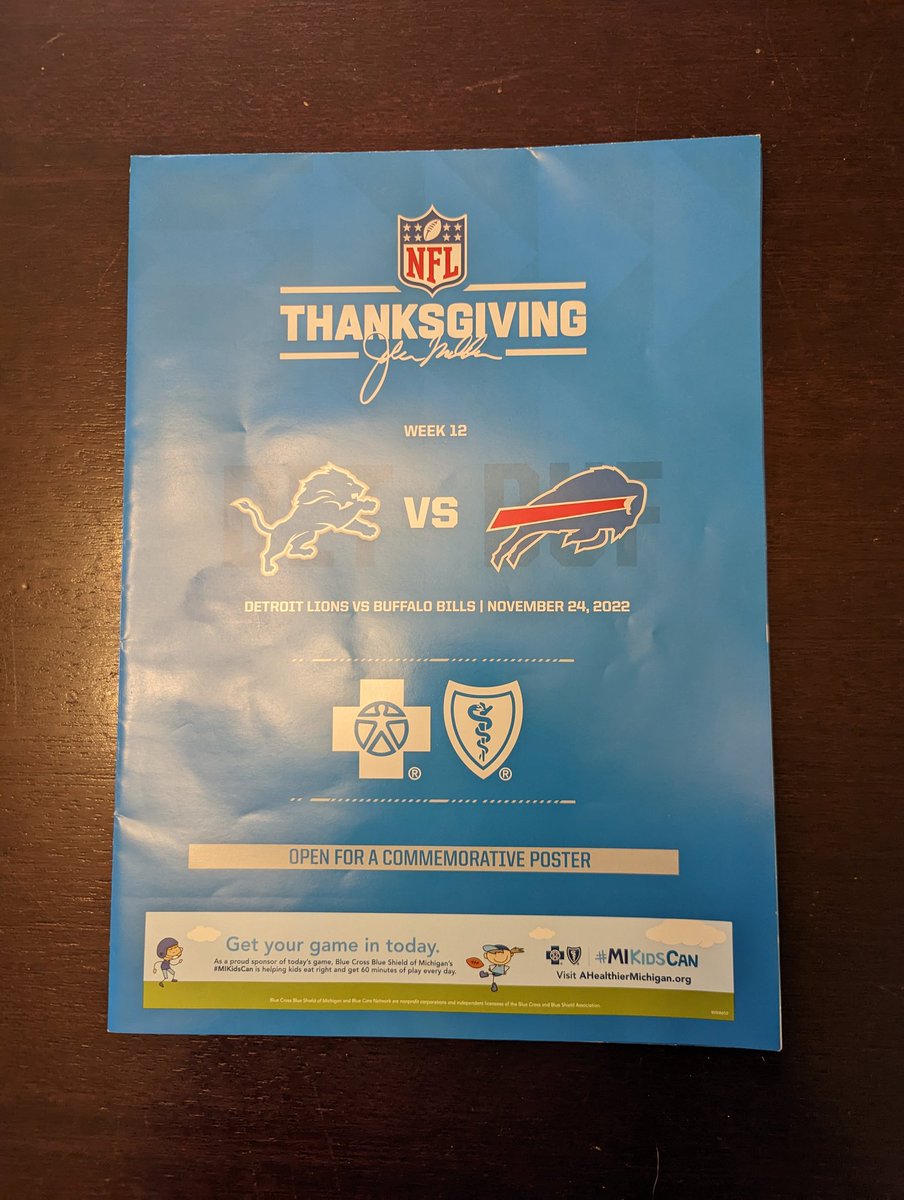 NFL
THANKSGIVING
John Madden
WEEK 12
DET BUF
VS
DETROIT LIONS VS BUFFALO BILLS | NOVEMBER 24, 2022
® ®
OPEN FOR A COMMEMORATIVE POSTER
Get your game in today.
As a proud sponsor of today's game, Blue Cross Blue Shield of Michigan's
#MIKidsCan is helping kids eat right and get 60 minutes of play every day.
#MIKIDSCAN
Visit AHealthierMichigan.org
Blue Cross Blue Shield of Michigan and Blue Care Network are nonprofit corporations and independent licensees of the Blue Cross and Blue Shield Association.